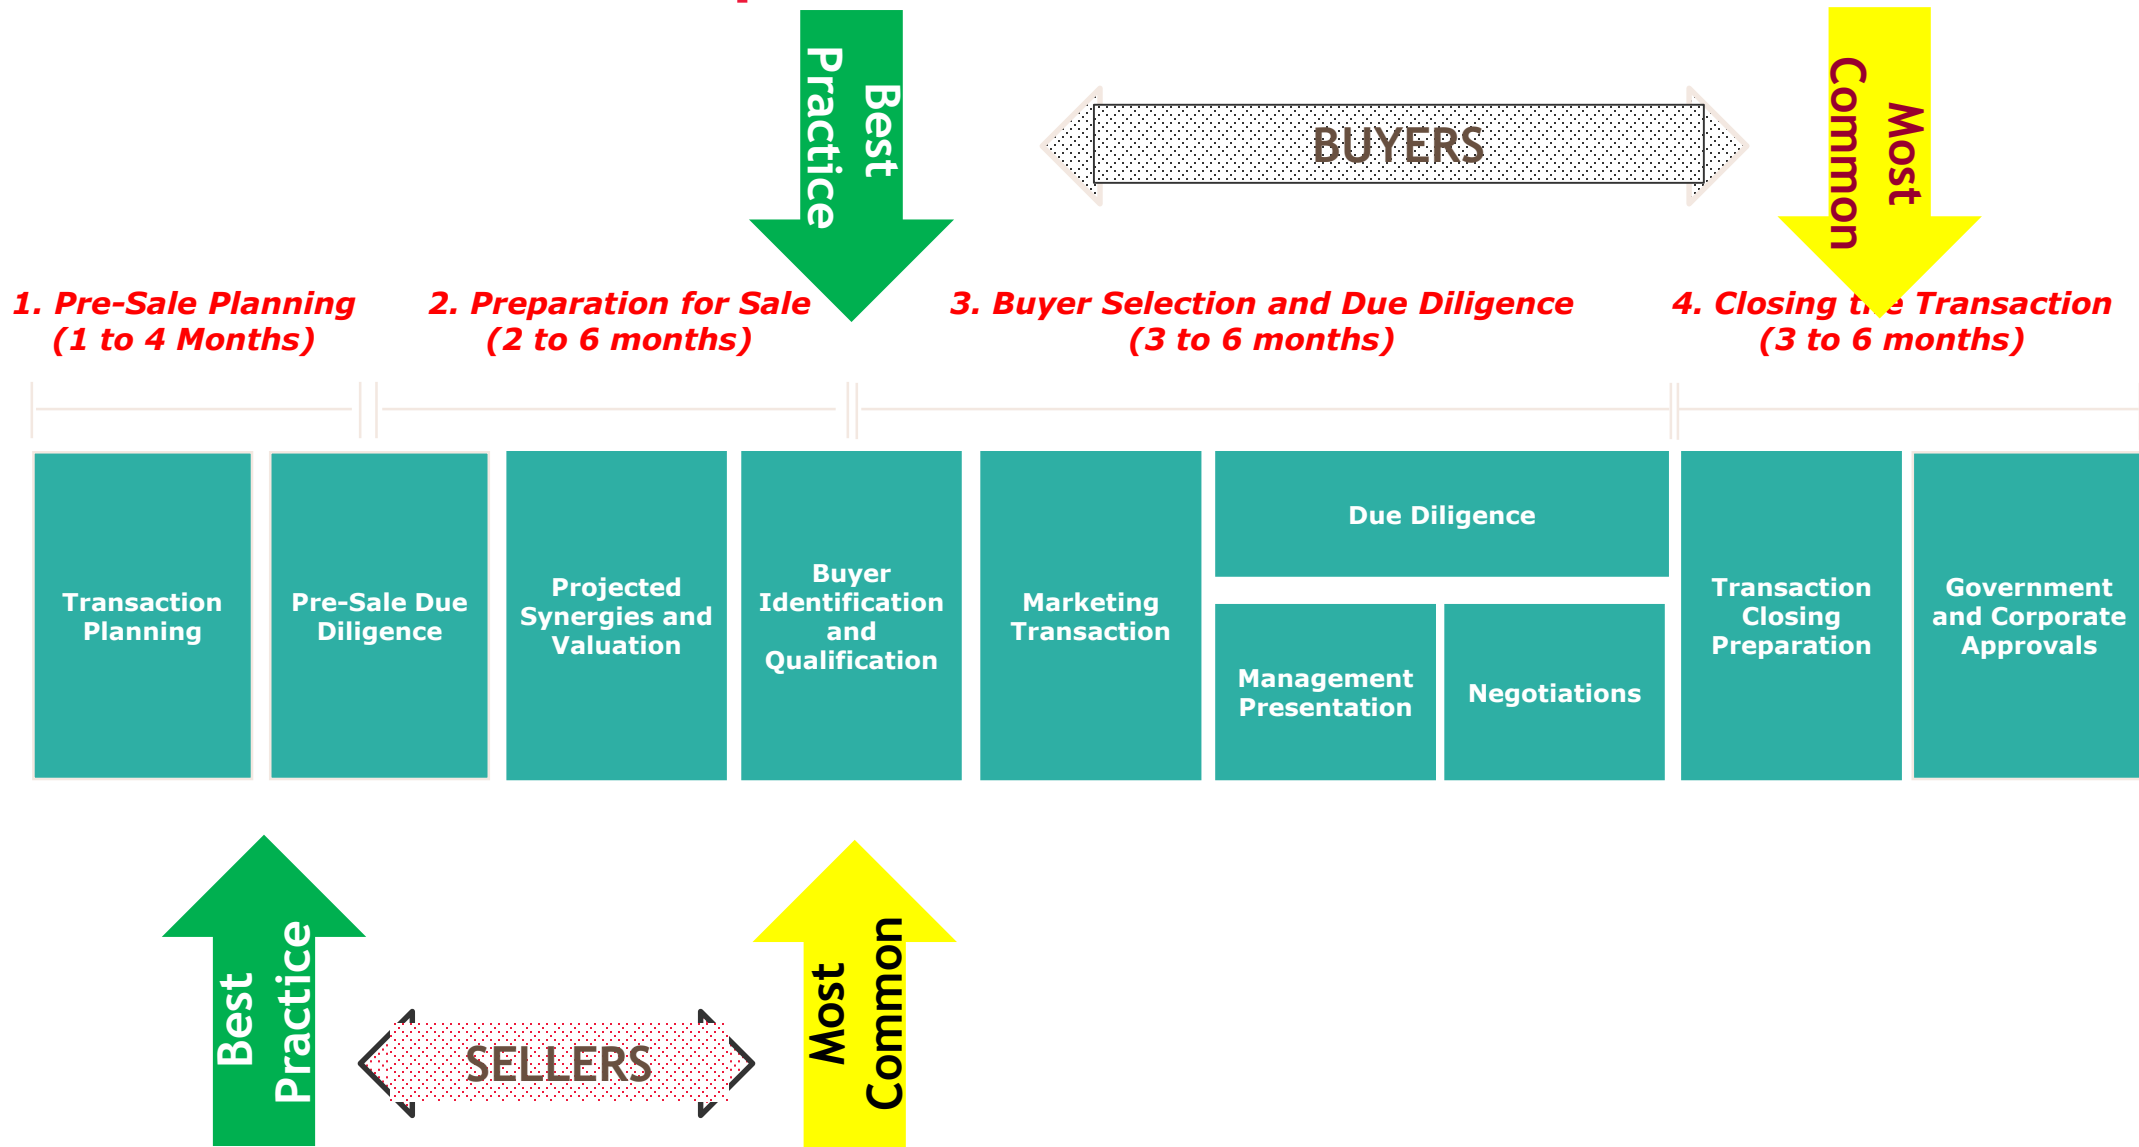 Best
Practice
BUYERS
Most
Common
1. Pre-Sale Planning
(1 to 4 Months)
2. Preparation for Sale
(2 to 6 months)
3. Buyer Selection and Due Diligence
(3 to 6 months)
4. Closing the Transaction
(3 to 6 months)
Transaction
Planning
Pre-Sale Due
Diligence
Projected
Synergies and
Valuation
Buyer
Identification
and
Qualification
Marketing
Transaction
Due Diligence
Management
Presentation
Negotiations
Transaction
Closing
Preparation
Government
and Corporate
Approvals
Best
Practice
SELLERS
Most
Common